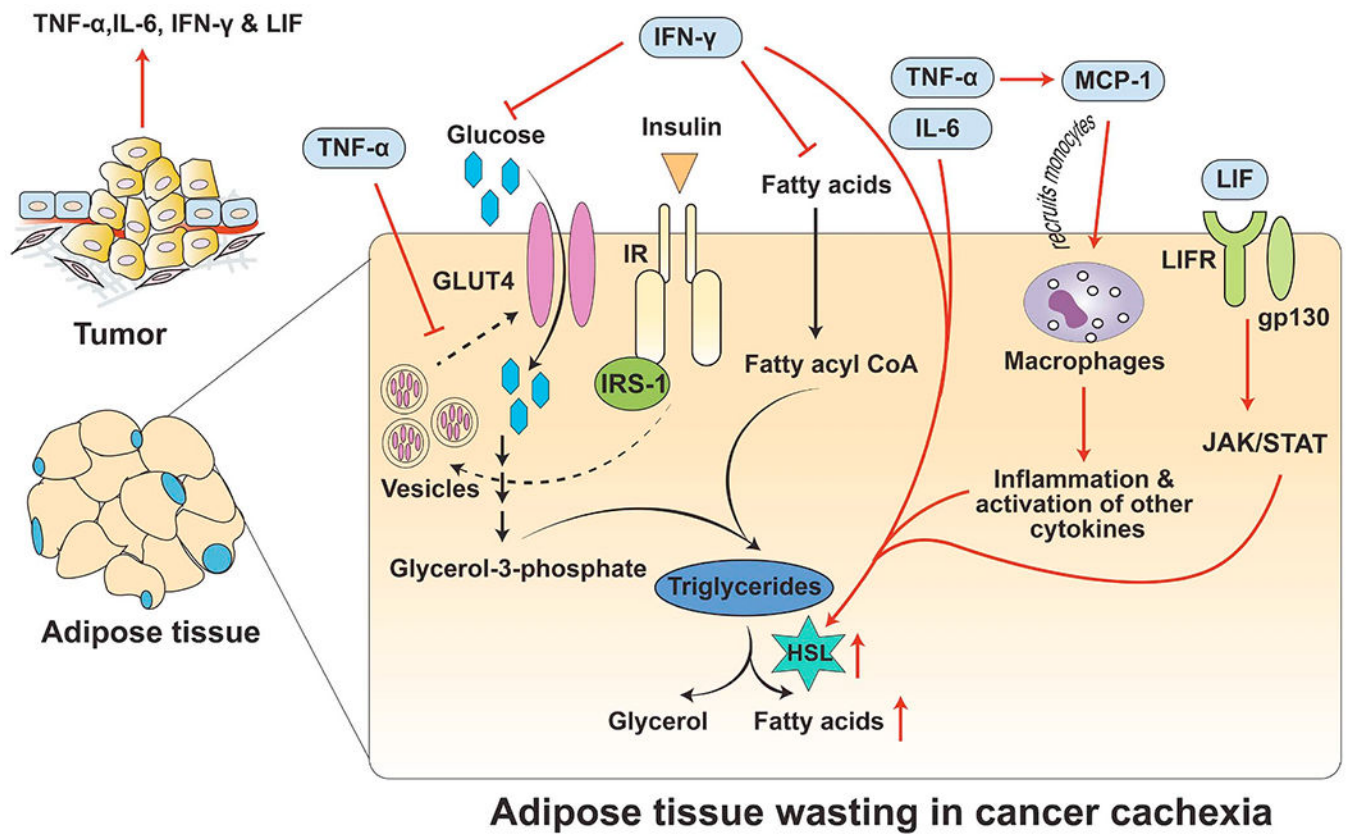 TNF-α,IL-6, IFN-γ & LIF
Tumor
Adipose tissue
TNF-α
IFN-γ
Glucose
Insulin
Fatty acids
TNF-α
MCP-1
IL-6
recruits monocytes
LIF
GLUT4
IR
LIFR
gp130
IRS-1
Fatty acyl CoA
Macrophages
Vesicles
JAK/STAT
Inflammation &
activation of other
cytokines
Glycerol-3-phosphate
Triglycerides
HSL
Glycerol
Fatty acids
Adipose tissue wasting in cancer cachexia